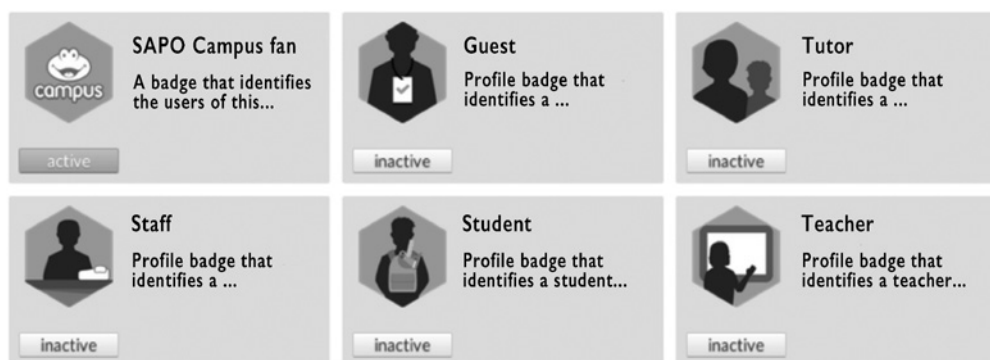 campus
SAPO Campus fan
A badge that identifies
the users of this...
active
Guest
Profile badge that
identifies a ...
inactive
Tutor
Profile badge that
identifies a ...
inactive
Staff
Profile badge that
identifies a ...
inactive
Student
Profile badge that
identifies a student...
inactive
Teacher
Profile badge that
identifies a teacher...
inactive